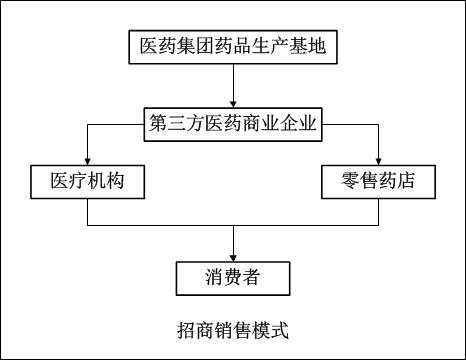 医药集团药品生产基地
第三方医药商业企业
医疗机构
零售药店
消费者
招商销售模式